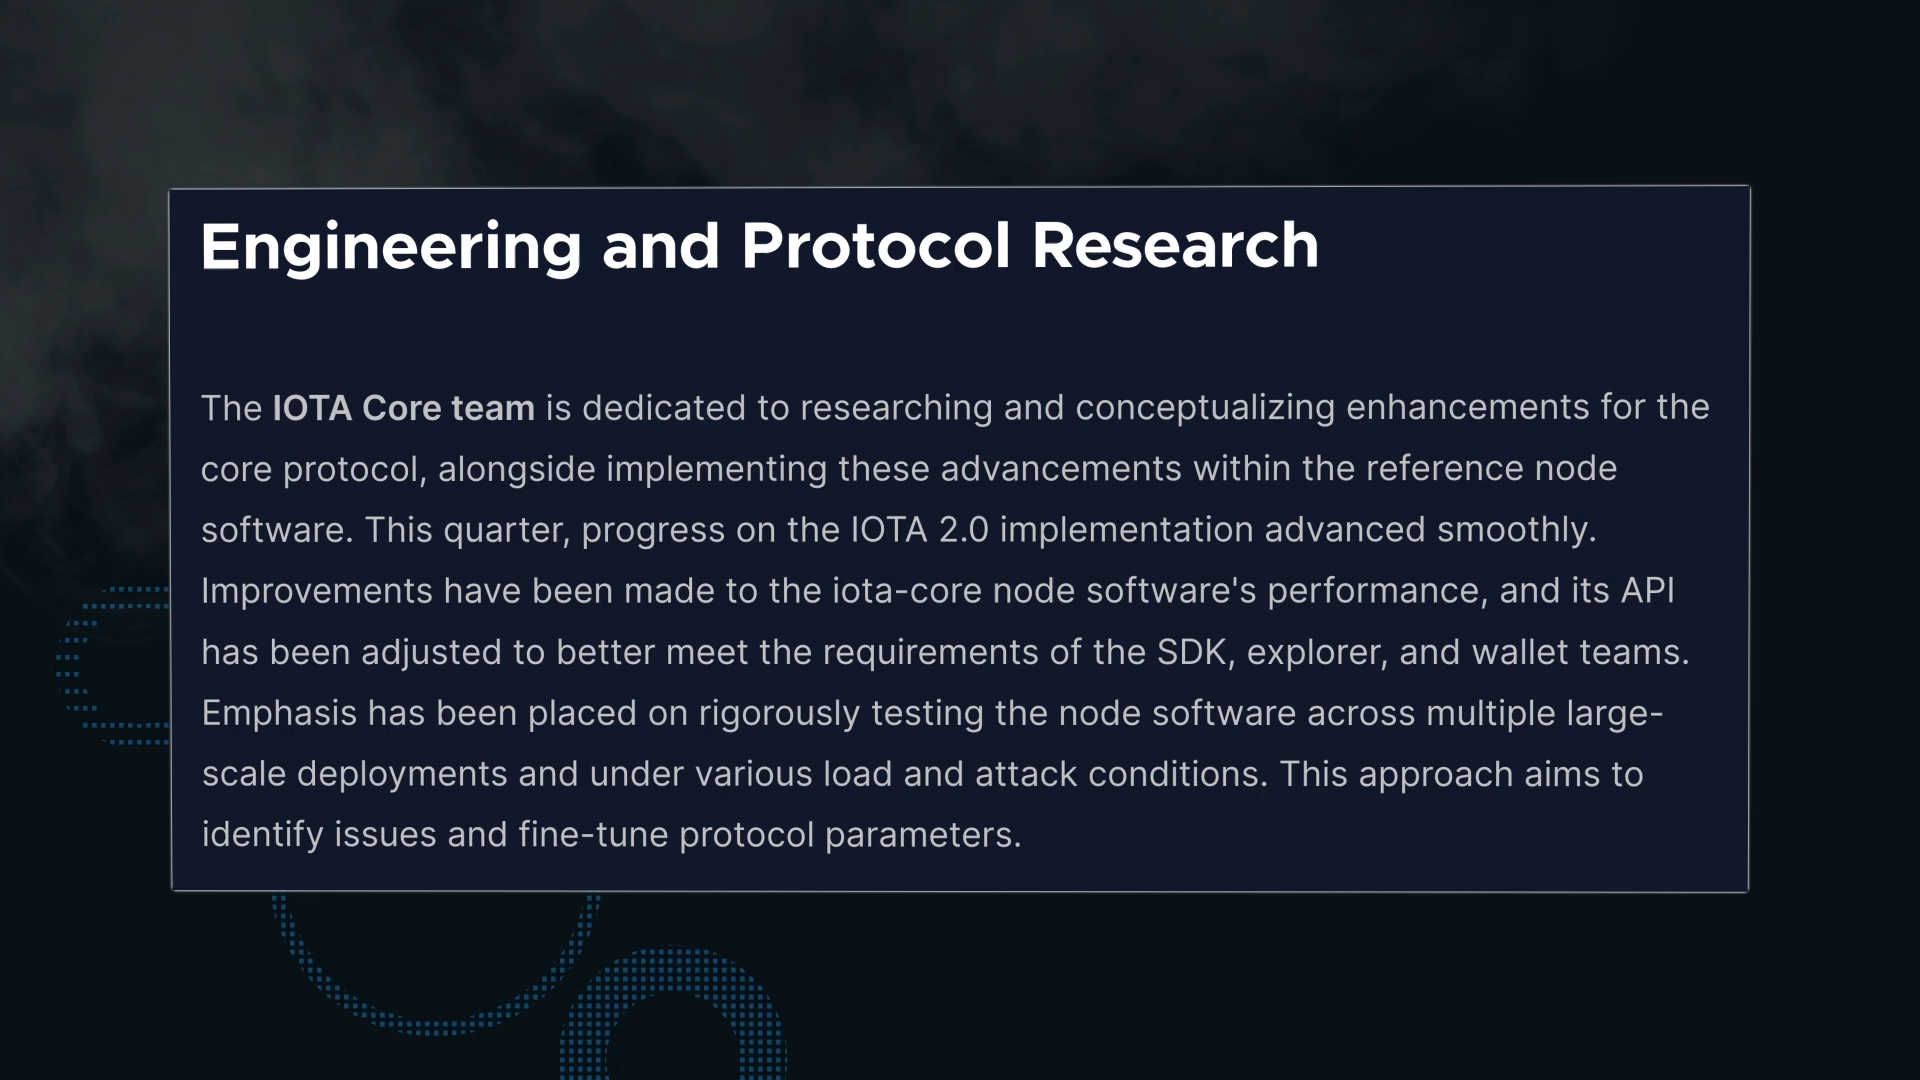 Engineering and Protocol Research
The IOTA Core team is dedicated to researching and conceptualizing enhancements for the
core protocol, alongside implementing these advancements within the reference node
software. This quarter, progress on the IOTA 2.0 implementation advanced smoothly.
Improvements have been made to the iota-core node software's performance, and its API
has been adjusted to better meet the requirements of the SDK, explorer, and wallet teams.
Emphasis has been placed on rigorously testing the node software across multiple large-
scale deployments and under various load and attack conditions. This approach aims to
identify issues and fine-tune protocol parameters.